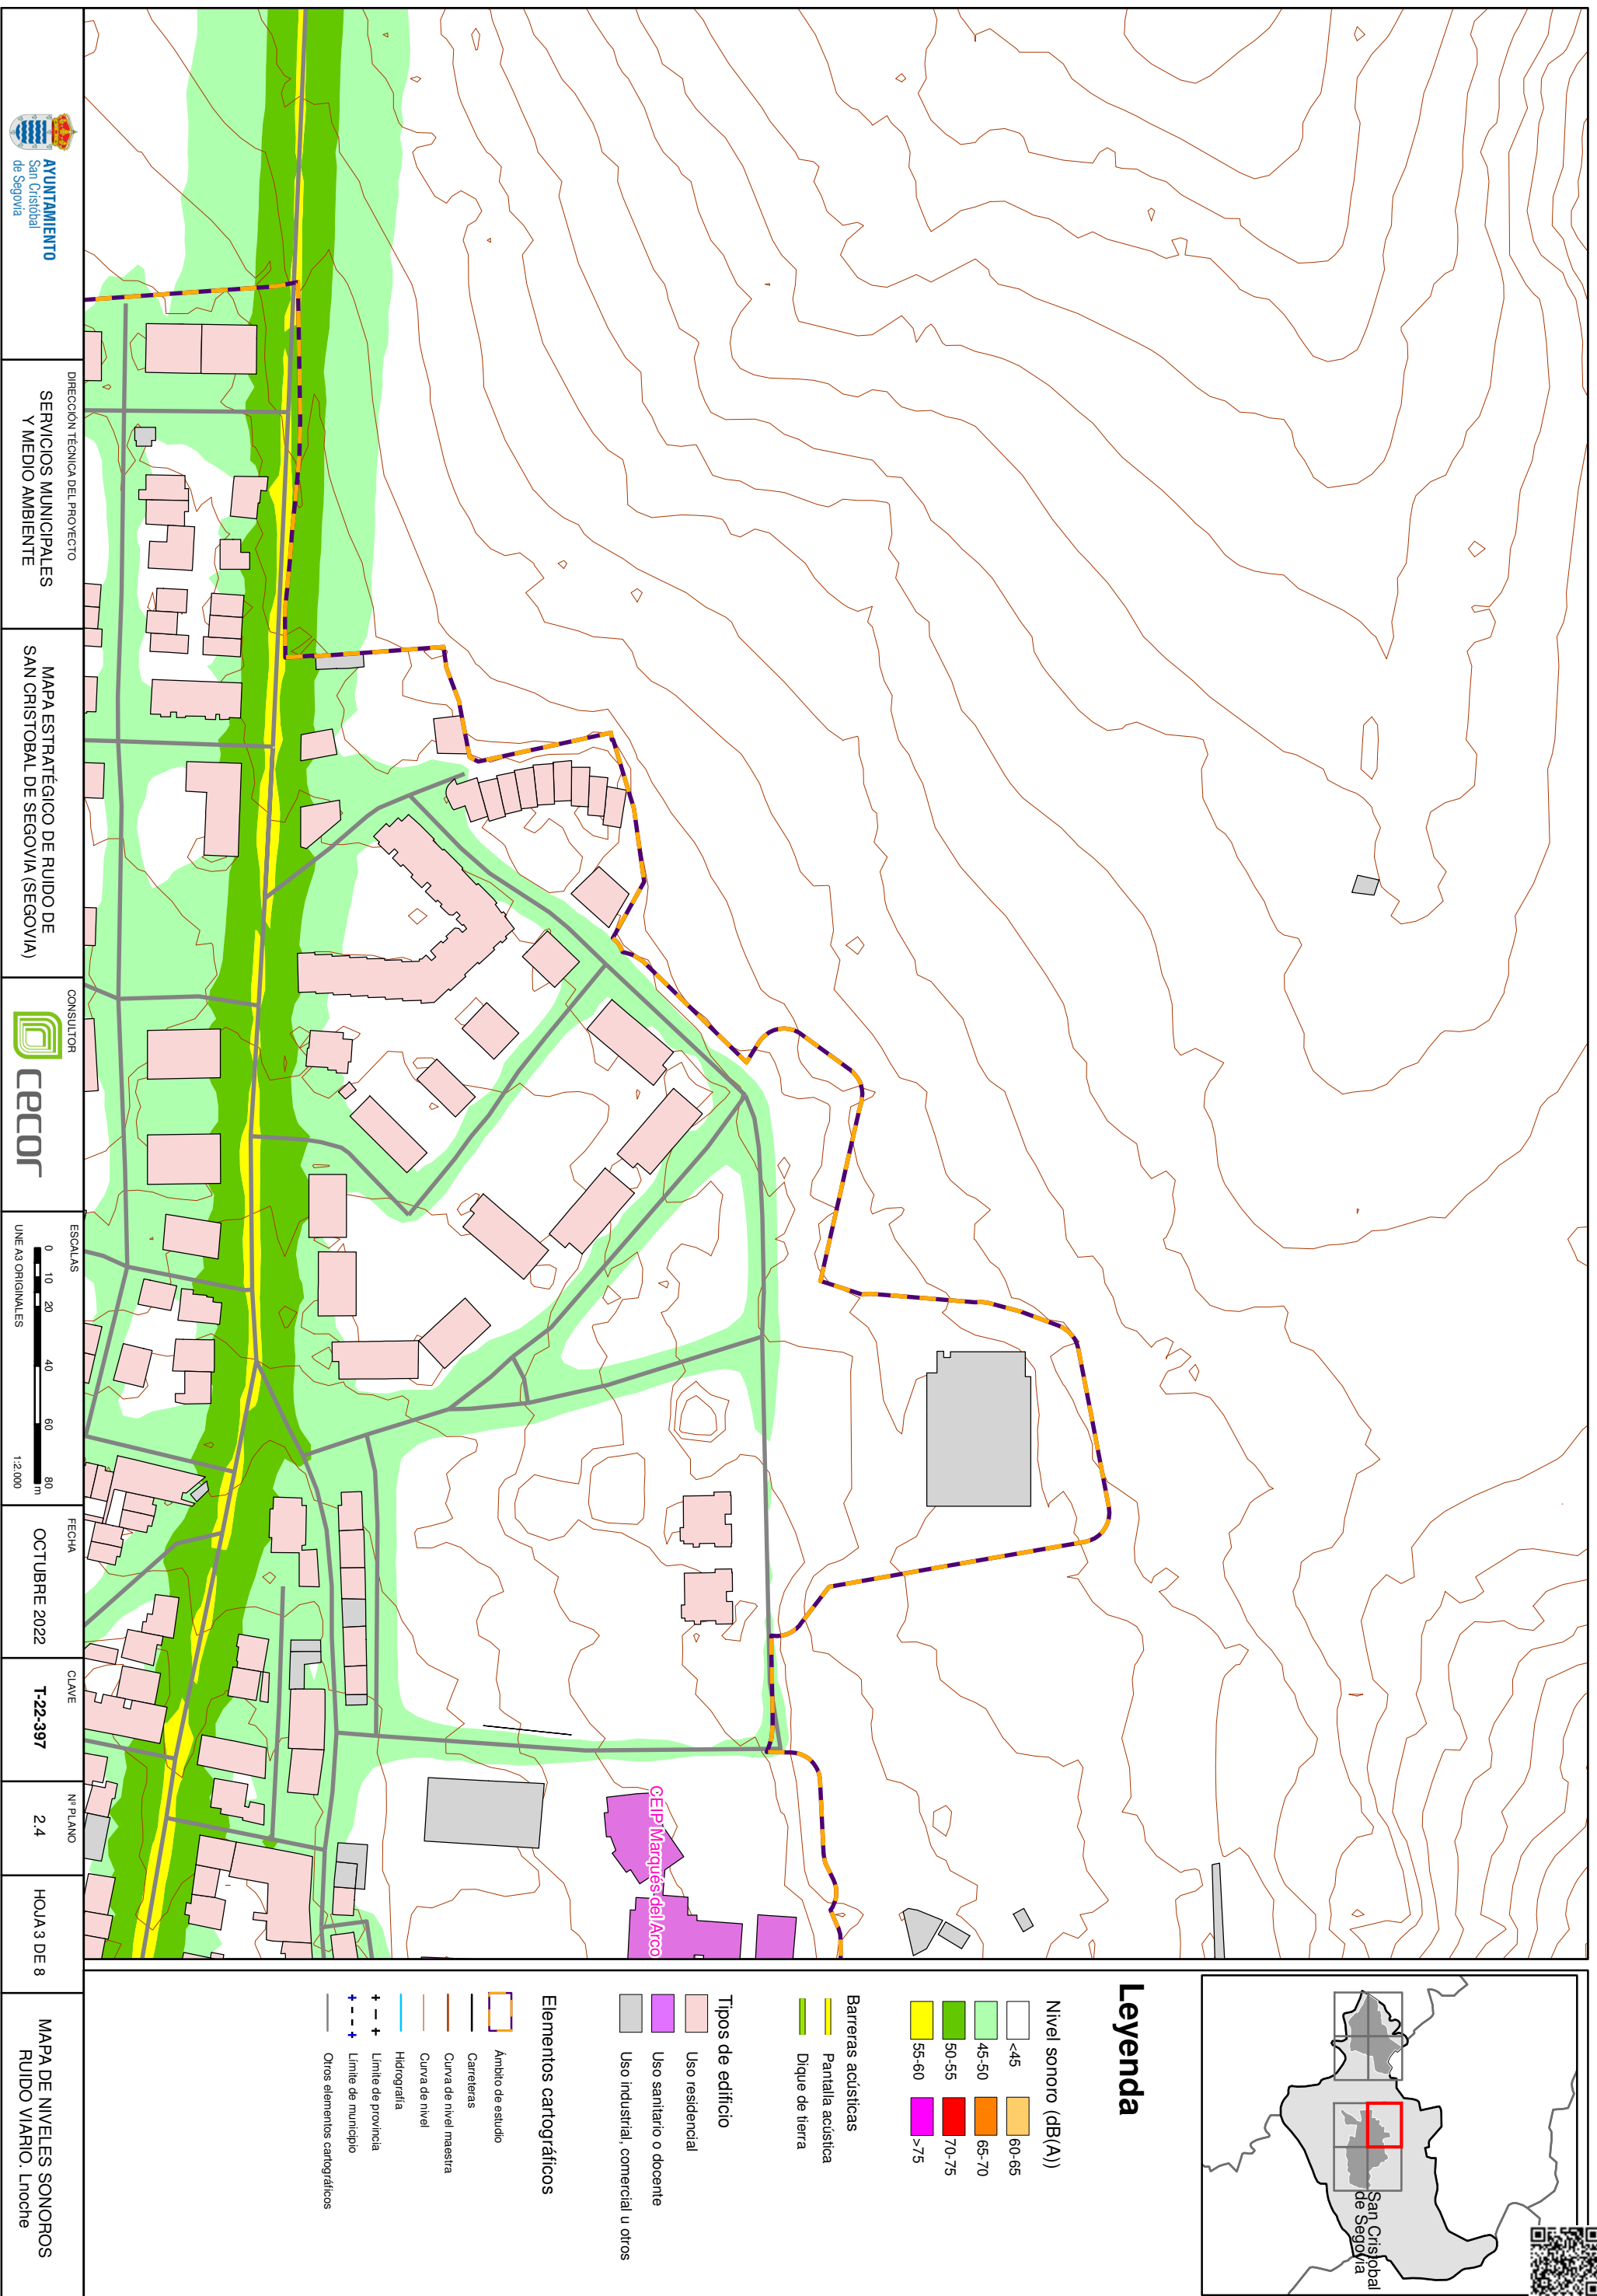 CEIP Marqués del Arco
San Cristobal
de Segovia
Leyenda
Nivel sonoro (dB(A))
<45
45-50
50-55
55-60
60-65
65-70
70-75
>75
Barreras acústicas
Pantalla acústica
Dique de tierra
Tipos de edificio
Uso residencial
Uso sanitario o docente
Uso industrial, comercial u otros
Elementos cartográficos
Ámbito de estudio
Carreteras
Curva de nivel maestra
Curva de nivel
Hidrografía
Límite de provincia
Límite de municipio
Otros elementos cartográficos
AYUNTAMIENTO
San Cristóbal
de Segovia
DIRECCIÓN TÉCNICA DEL PROYECTO
SERVICIOS MUNICIPALES
Y MEDIO AMBIENTE
MAPA ESTRATÉGICO DE RUIDO DE
SAN CRISTOBAL DE SEGOVIA (SEGOVIA)
CONSULTOR
cecor
ESCALAS
0 10 20 40 60 80 m
UNE A3 ORIGINALES 1:2.000
FECHA
OCTUBRE 2022
CLAVE
T-22-397
Nº PLANO
2.4
HOJA 3 DE 8
MAPA DE NIVELES SONOROS
RUIDO VIARIO. Lnoche